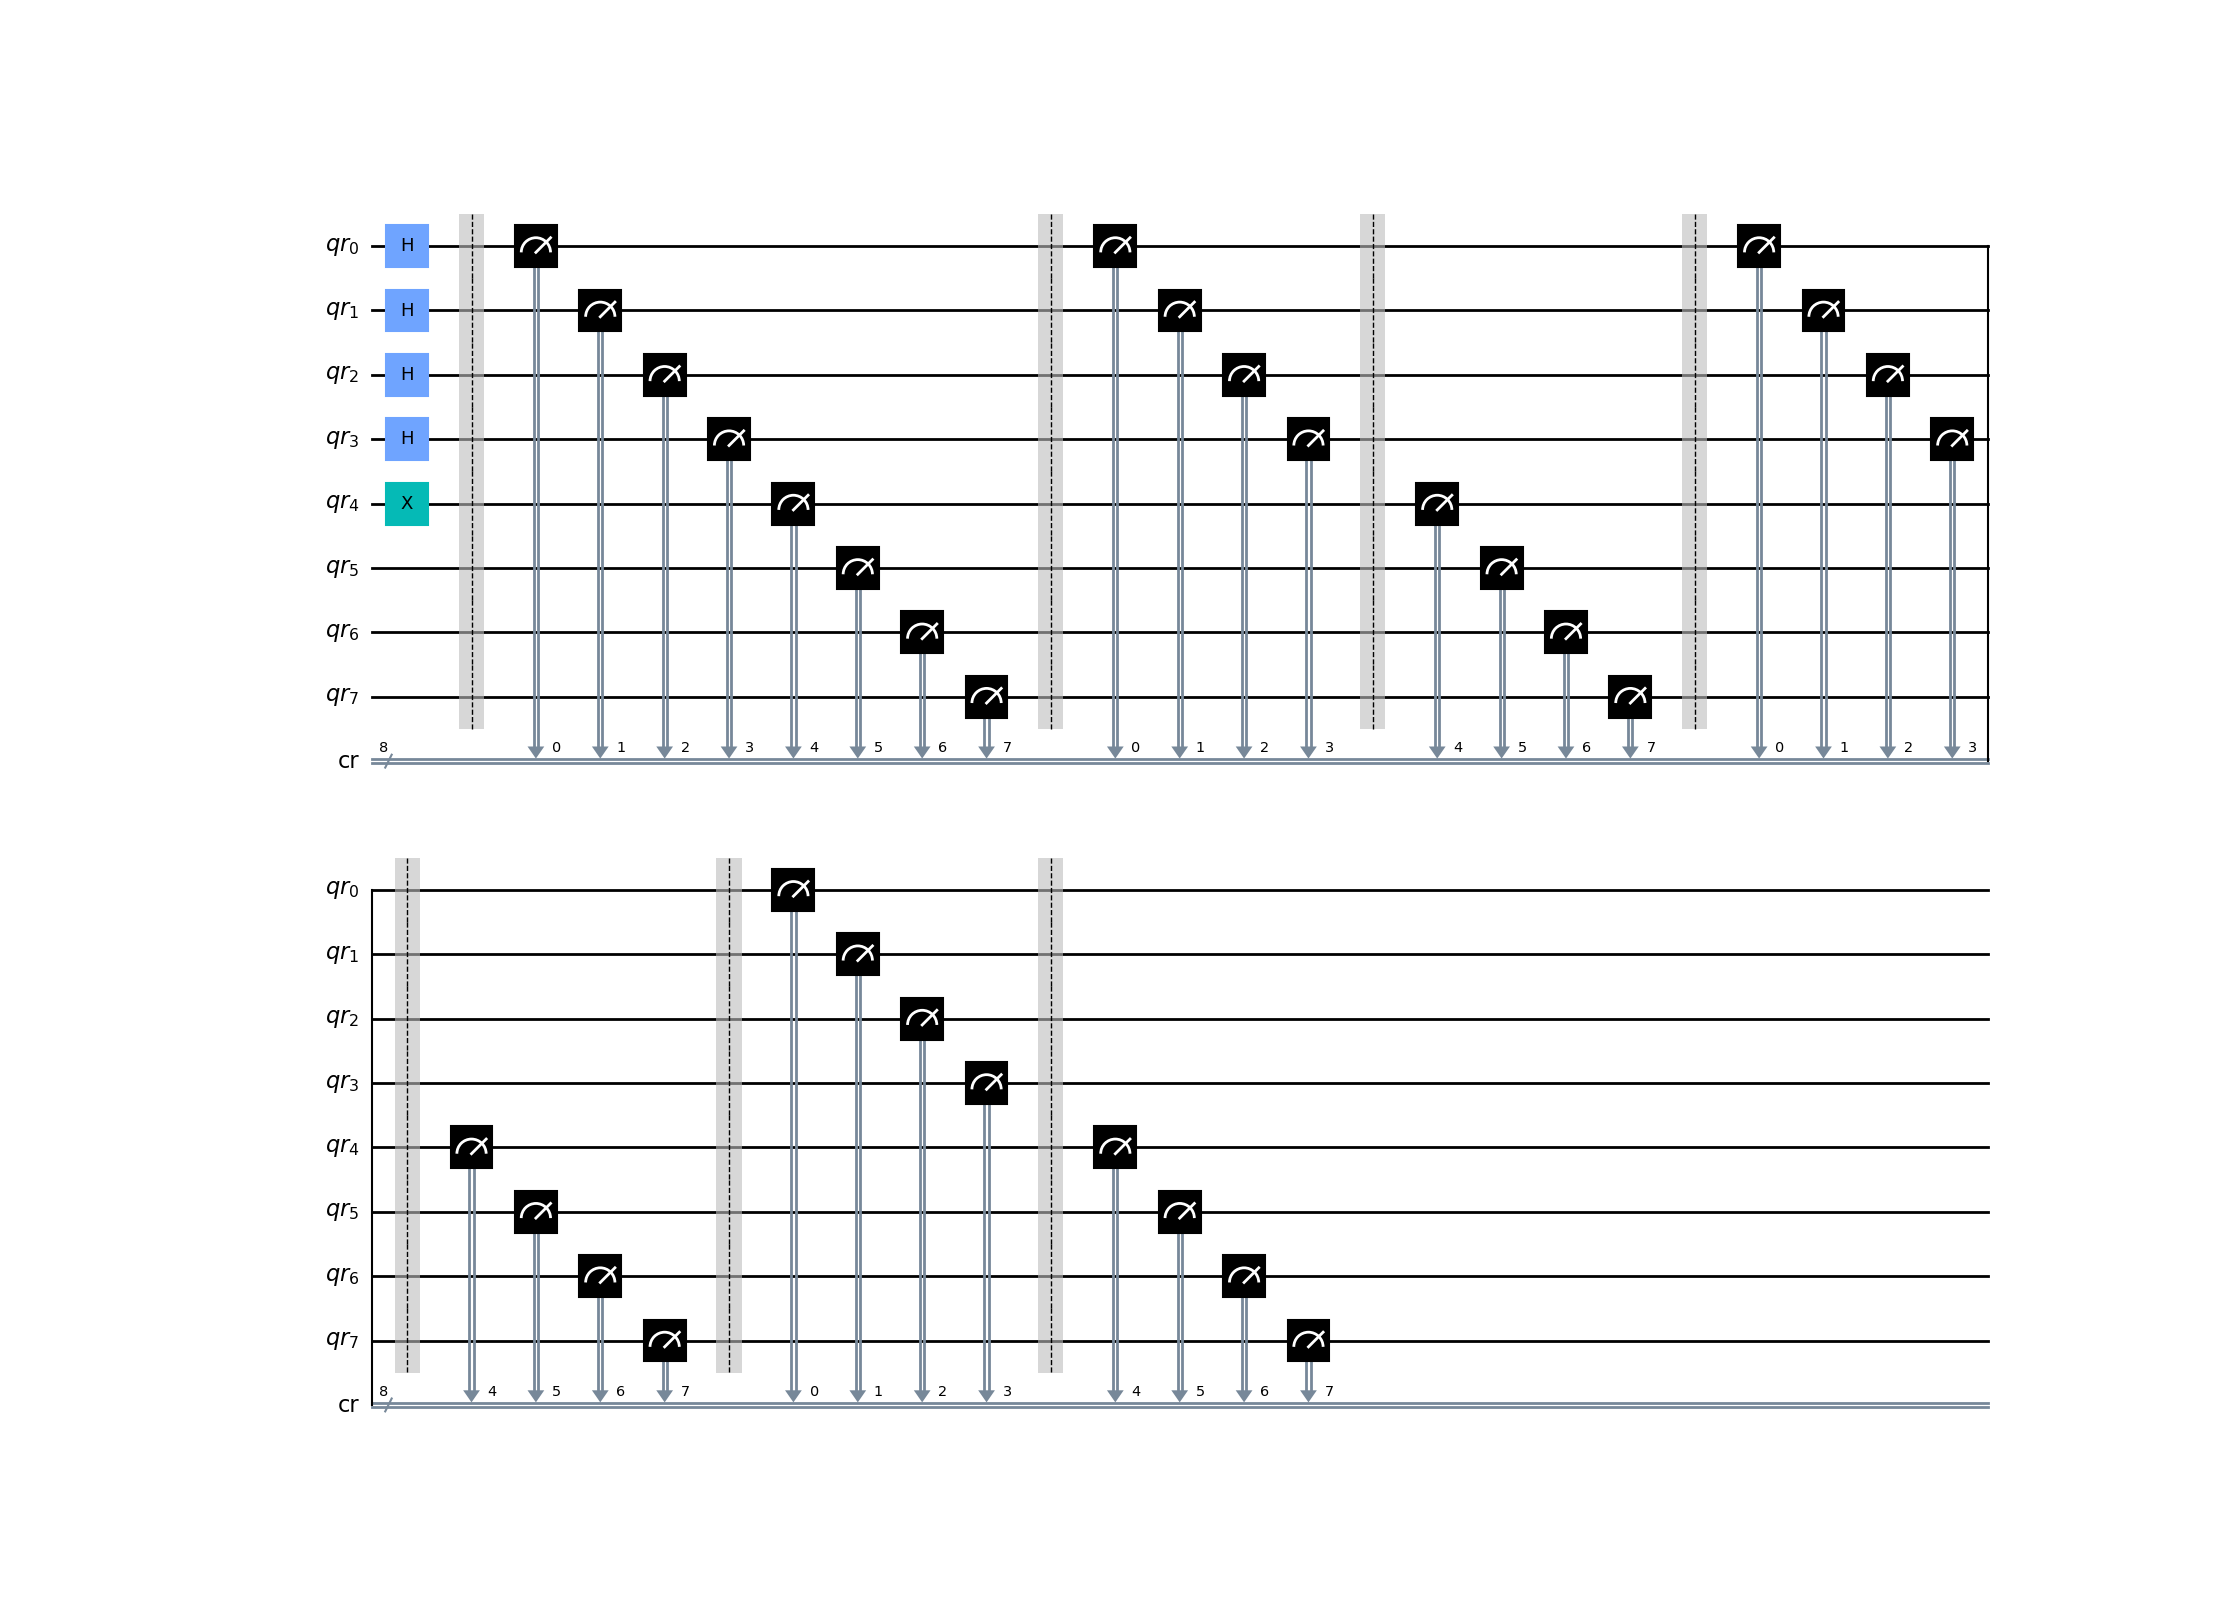 qr₀ H
qr₁ H
qr₂ H
qr₃ H
qr₄ X
qr₅
qr₆
qr₇
8 0 1 2 3 4 5 6 7 0 1 2 3 4 5 6 7 0 1 2 3
cr
qr₀
qr₁
qr₂
qr₃
qr₄
qr₅
qr₆
qr₇
8 4 5 6 7 0 1 2 3 4 5 6 7
cr